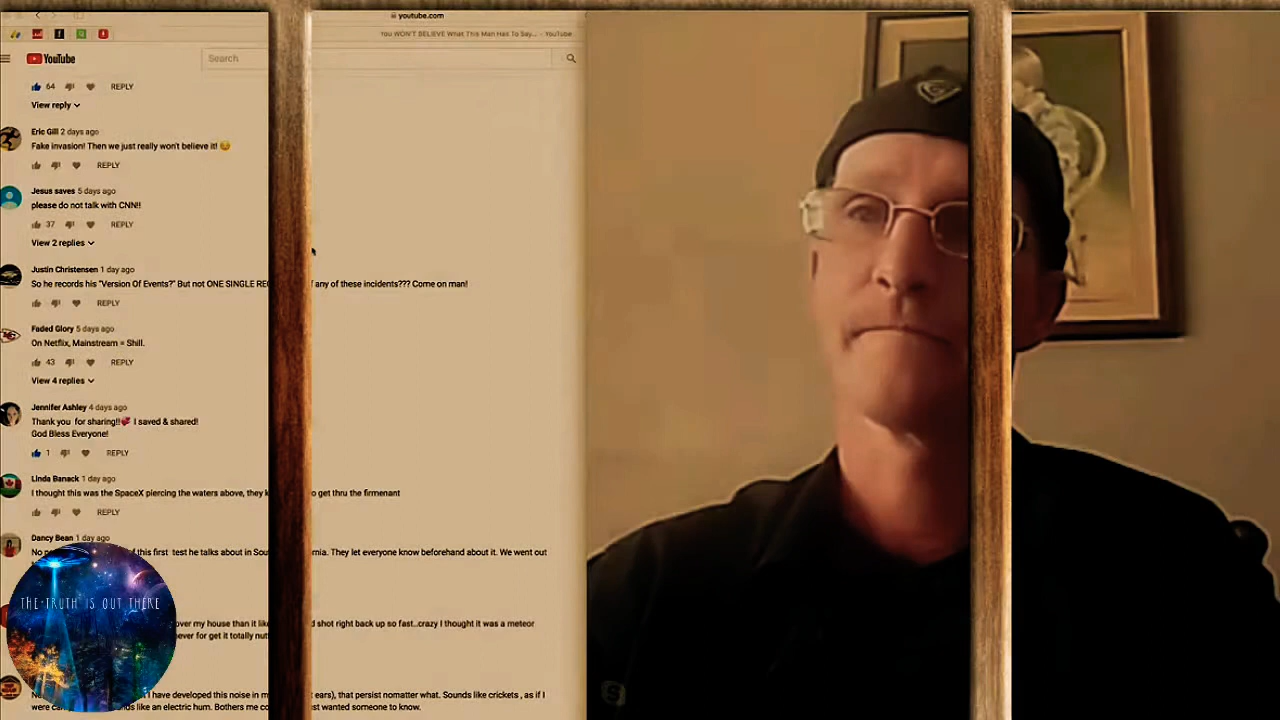 youtube.com
You WON'T BELIEVE What This Man Has To Say... - YouTube
YouTube
Search
64 REPLY
View reply
Eric Gill 2 days ago
Fake invasion! Then we just really won't believe it! 😏
REPLY
Jesus saves 5 days ago
please do not talk with CNN!!
37 REPLY
View 2 replies
Justin Christensen 1 day ago
So he records his "Version Of Events?" But not ONE SINGLE any of these incidents??? Come on man!
REPLY
Faded Glory 5 days ago
On Netflix, Mainstream = Shill.
43 REPLY
View 4 replies
Jennifer Ashley 4 days ago
Thank you for sharing!!💞 I saved & shared!
God Bless Everyone!
1 REPLY
Linda Banack 1 day ago
I thought this was the SpaceX piercing the waters above, they get thru the firmenant
REPLY
Dancy Bean 1 day ago
No this first test he talks about in They let everyone know beforehand about it. We went out
over my house than it shot right back up so fast..crazy I thought it was a meteor
for get it totally
I have developed this noise in ears), that persist nomatter what. Sounds like crickets , as if I
were like an electric hum. Bothers me wanted someone to know.
THE TRUTH IS OUT THERE